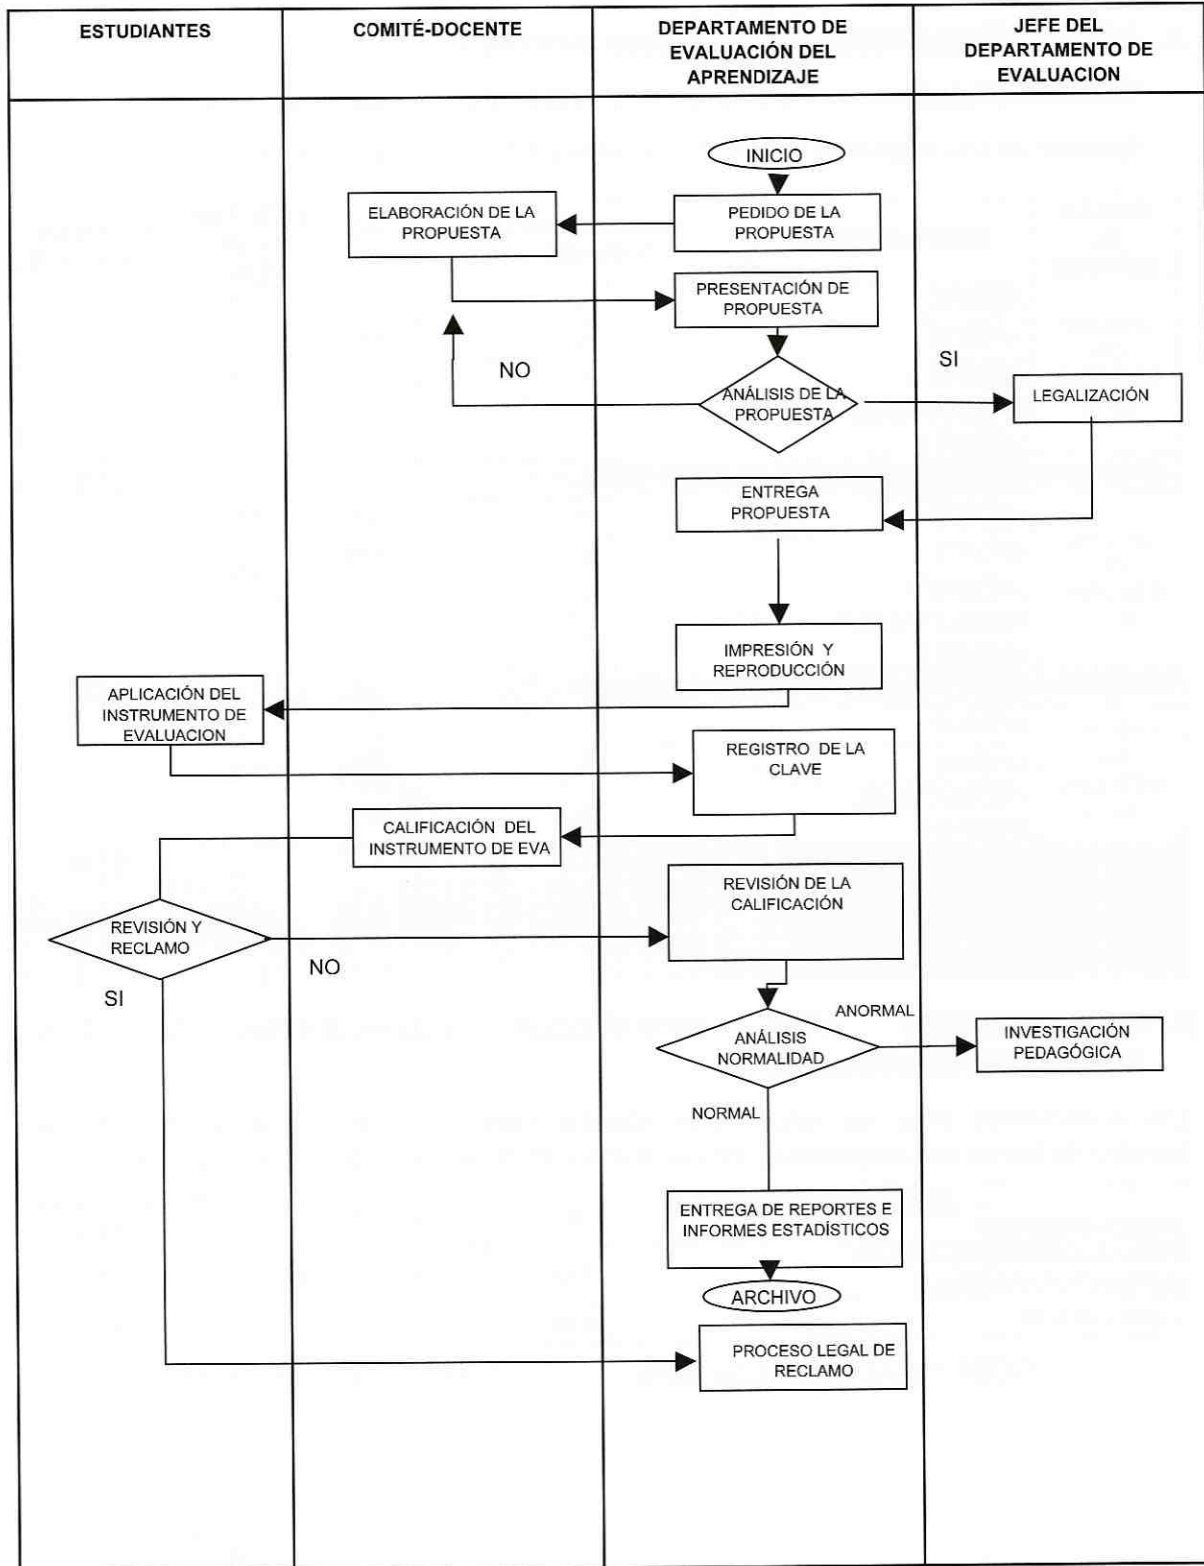 ESTUDIANTES
COMITÉ-DOCENTE
DEPARTAMENTO DE
EVALUACIÓN DEL
APRENDIZAJE
JEFE DEL
DEPARTAMENTO DE
EVALUACION
INICIO
ELABORACIÓN DE LA
PROPUESTA
PEDIDO DE LA
PROPUESTA
PRESENTACIÓN DE
PROPUESTA
NO
SI
ANÁLISIS DE LA
PROPUESTA
LEGALIZACIÓN
ENTREGA
PROPUESTA
IMPRESIÓN Y
REPRODUCCIÓN
APLICACIÓN DEL
INSTRUMENTO DE
EVALUACION
REGISTRO DE LA
CLAVE
CALIFICACIÓN DEL
INSTRUMENTO DE EVA
REVISIÓN DE LA
CALIFICACIÓN
REVISIÓN Y
RECLAMO
NO
SI
ANORMAL
ANÁLISIS
NORMALIDAD
INVESTIGACIÓN
PEDAGÓGICA
NORMAL
ENTREGA DE REPORTES E
INFORMES ESTADÍSTICOS
ARCHIVO
PROCESO LEGAL DE
RECLAMO